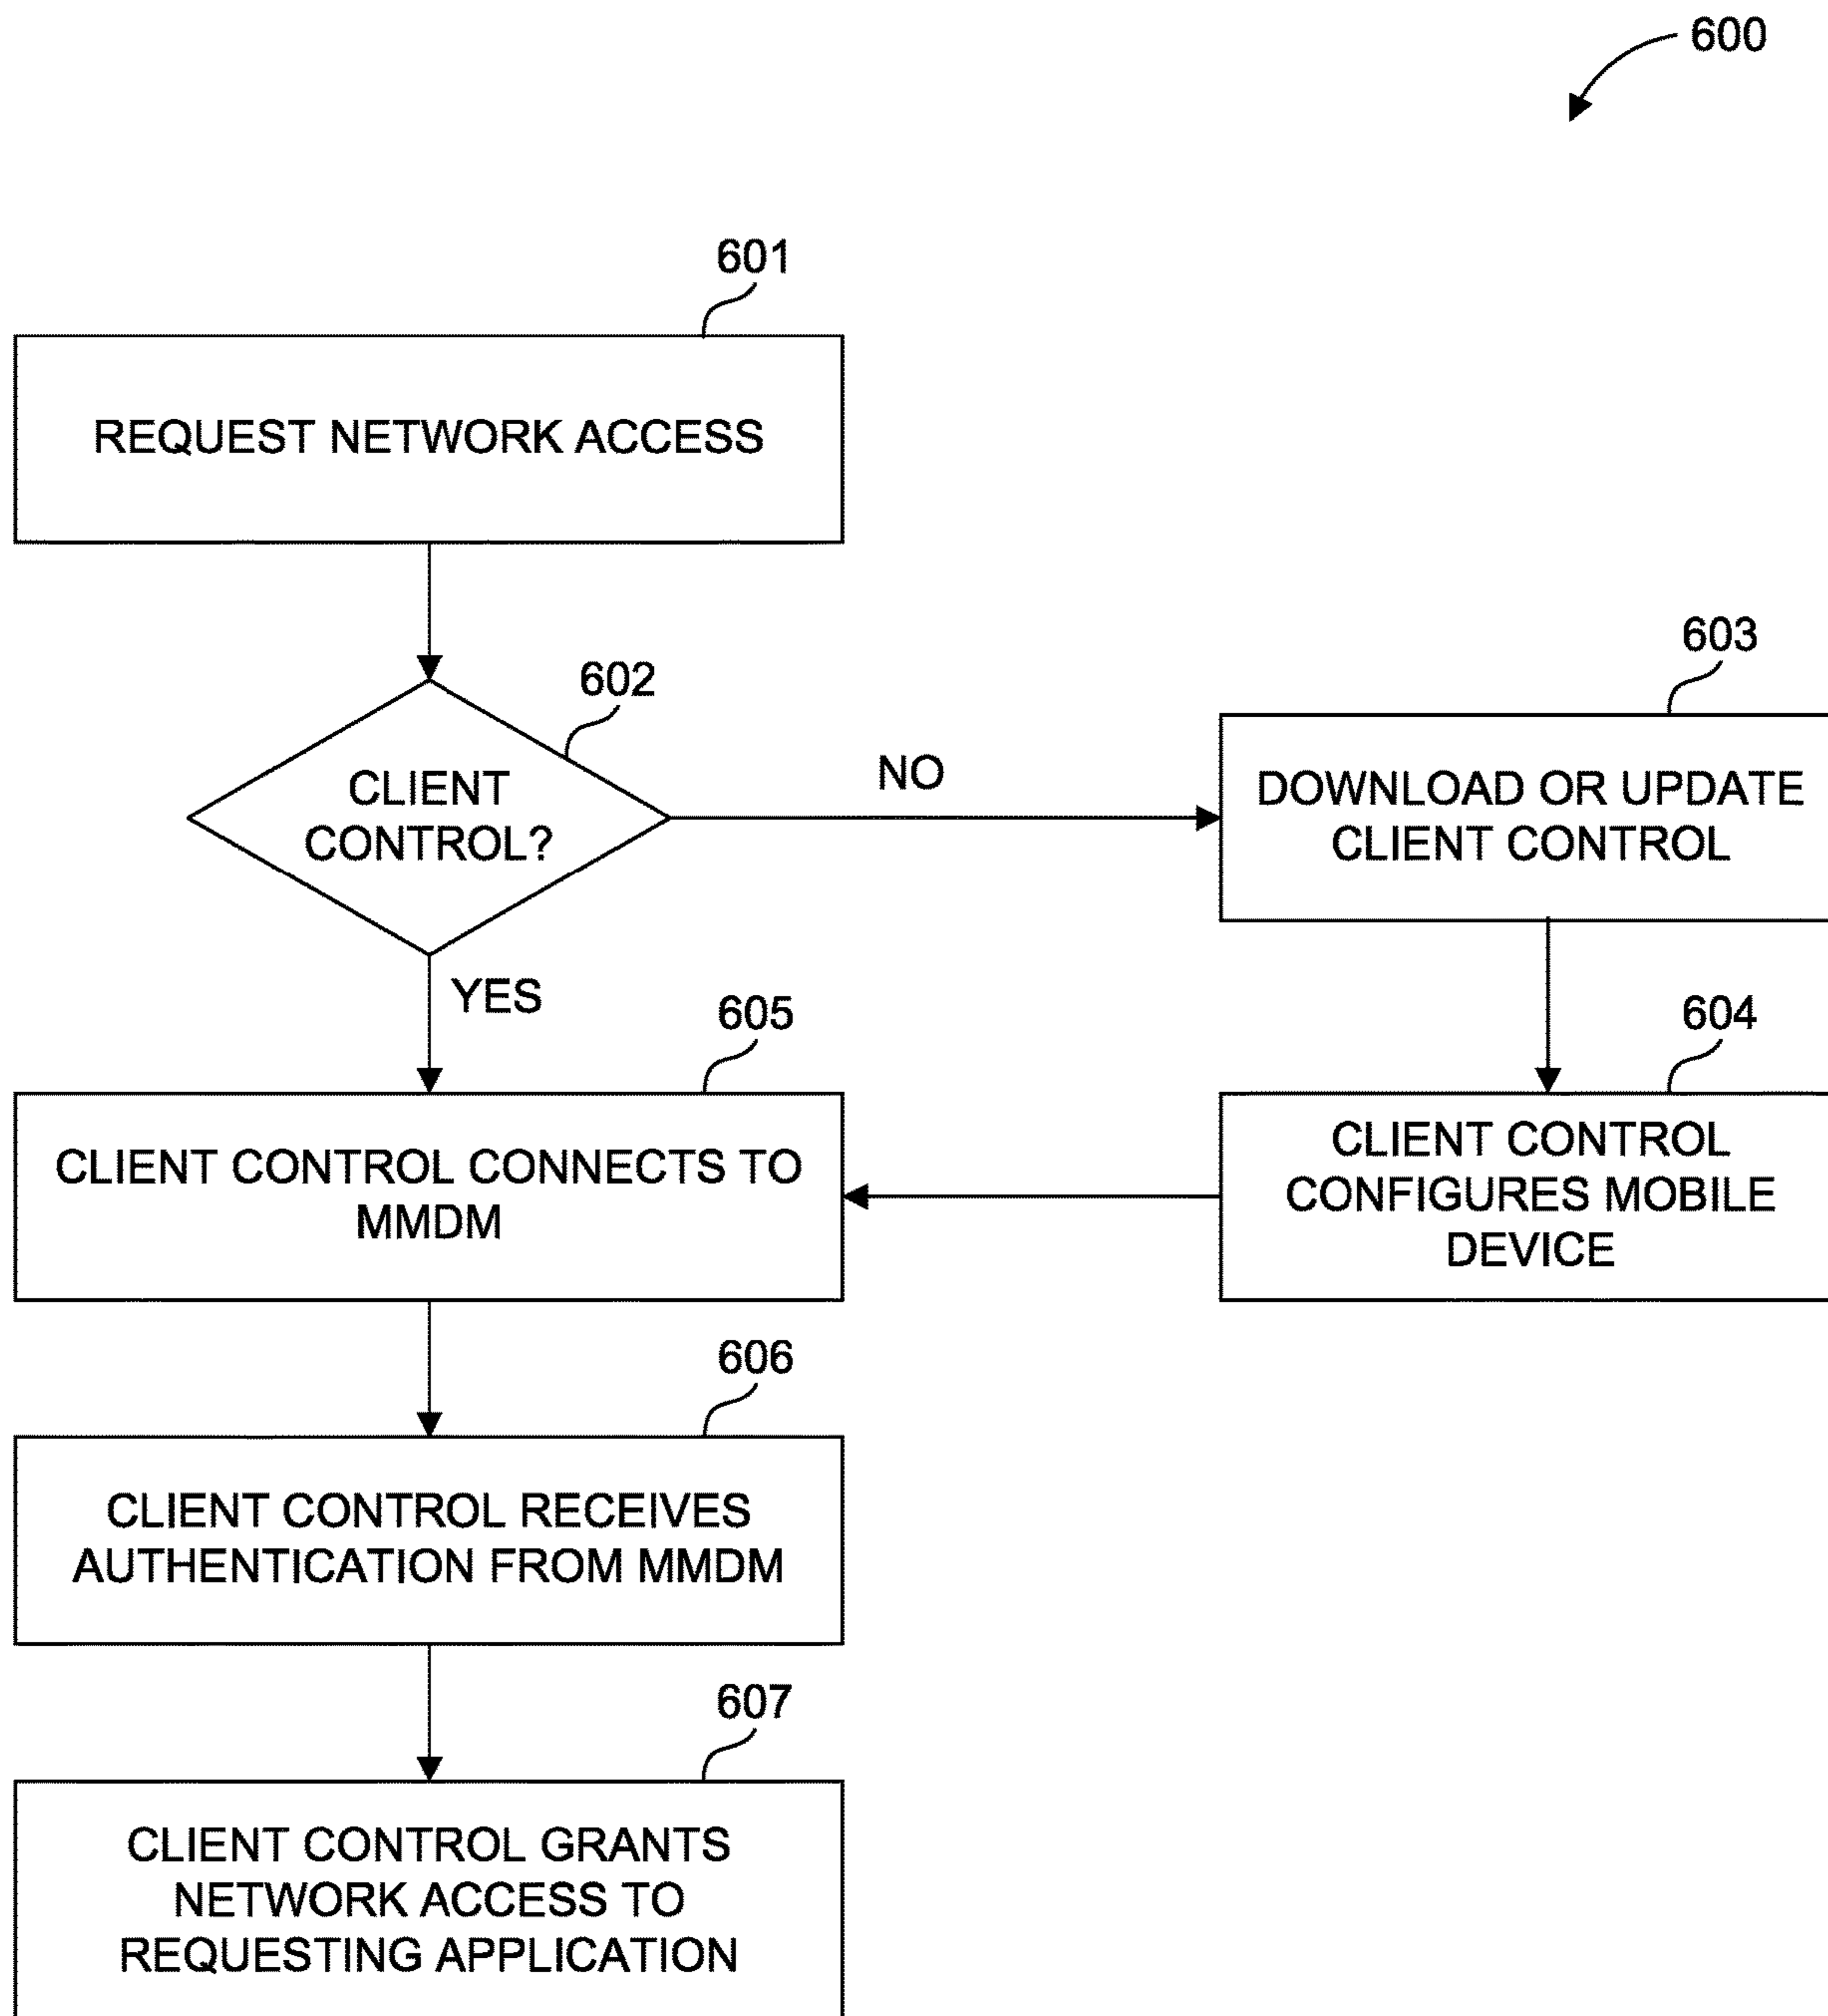 600
601
REQUEST NETWORK ACCESS
602
CLIENT
CONTROL?
NO
603
DOWNLOAD OR UPDATE
CLIENT CONTROL
YES
605
CLIENT CONTROL CONNECTS TO
MMDM
604
CLIENT CONTROL
CONFIGURES MOBILE
DEVICE
606
CLIENT CONTROL RECEIVES
AUTHENTICATION FROM MMDM
607
CLIENT CONTROL GRANTS
NETWORK ACCESS TO
REQUESTING APPLICATION